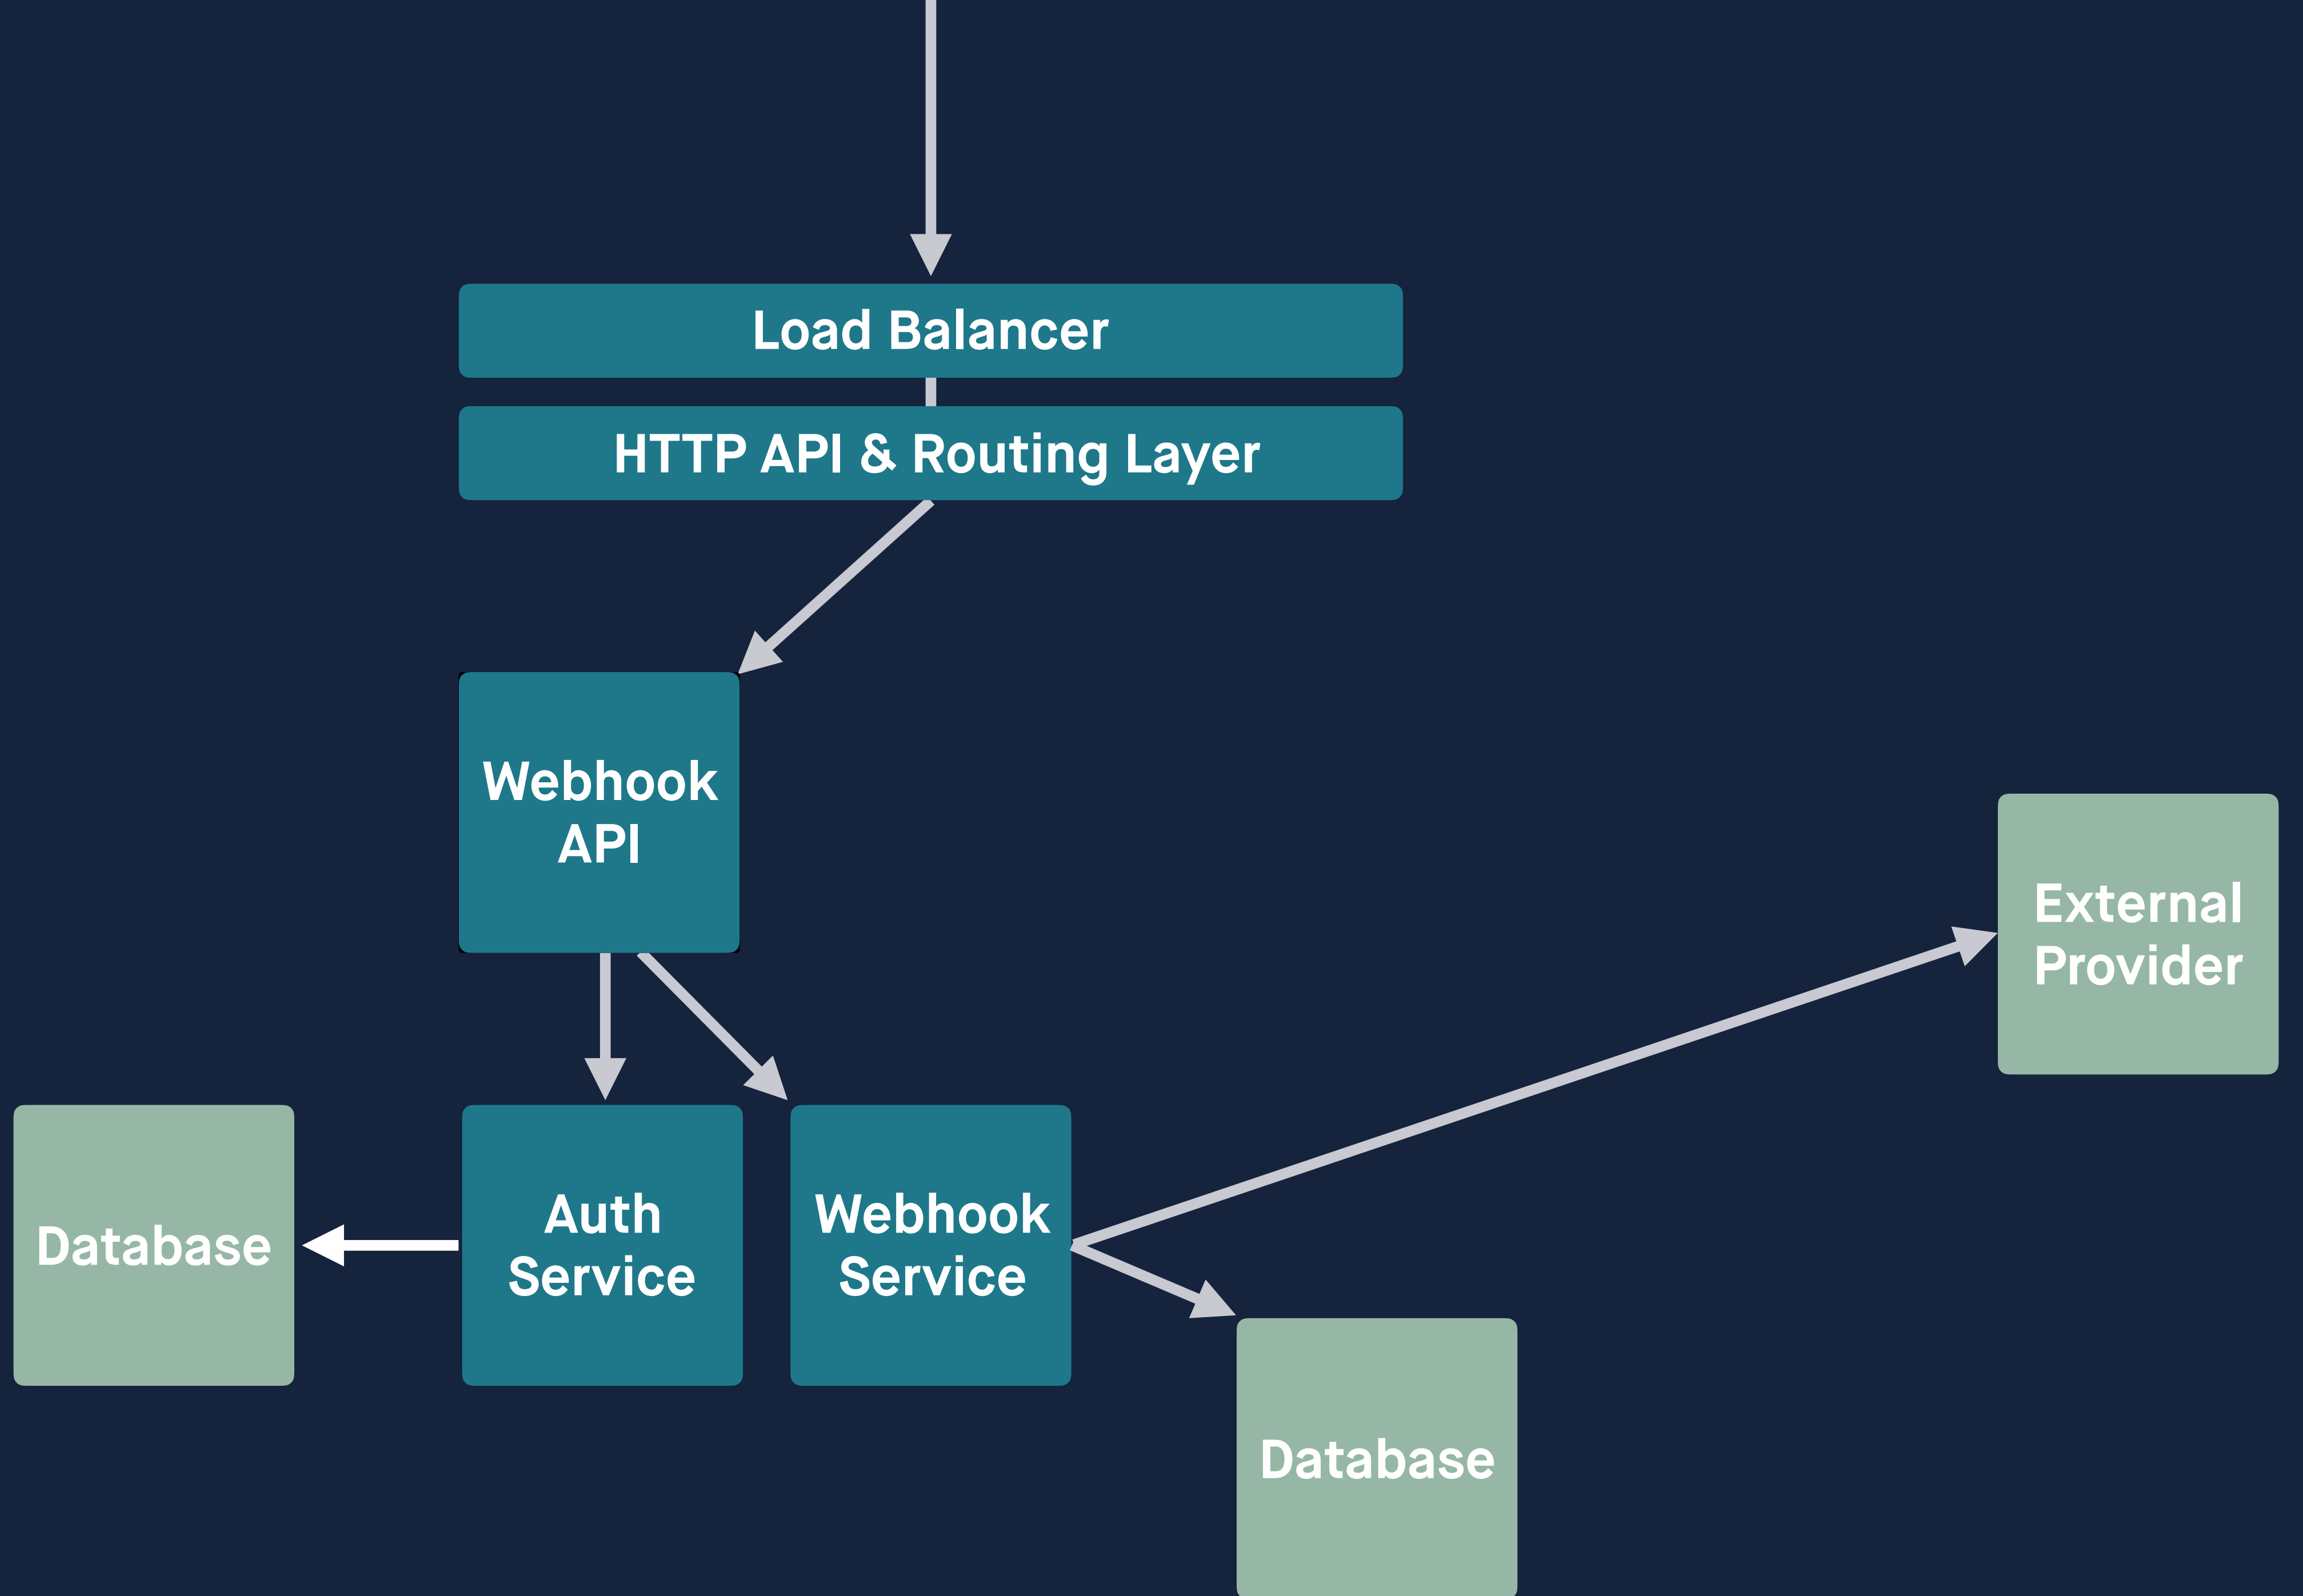 Load Balancer
HTTP API & Routing Layer
Webhook
API
External
Provider
Database
Auth
Service
Webhook
Service
Database